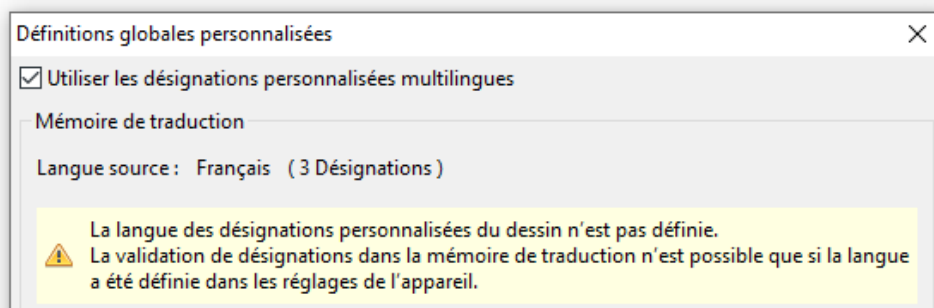 Définitions globales personnalisées
Utiliser les désignations personnalisées multilingues
Mémoire de traduction
Langue source : Français ( 3 Désignations )
La langue des désignations personnalisées du dessin n’est pas définie.
La validation de désignations dans la mémoire de traduction n’est possible que si la langue
a été définie dans les réglages de l’appareil.